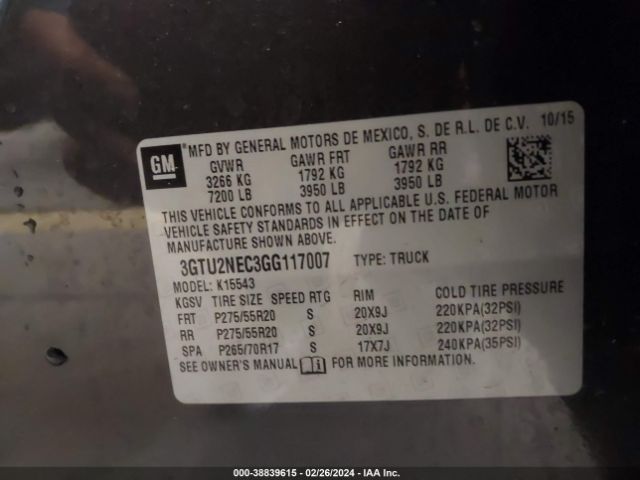 GM
MFD BY GENERAL MOTORS DE MEXICO, S. DE R.L. DE C.V. 10/15
GVWR GAWR FRT GAWR RR
3266 KG 1792 KG 1792 KG
7200 LB 3950 LB 3950 LB
THIS VEHICLE CONFORMS TO ALL APPLICABLE U.S. FEDERAL MOTOR
VEHICLE SAFETY STANDARDS IN EFFECT ON THE DATE OF
MANUFACTURE SHOWN ABOVE.
3GTU2NEC3GG117007 TYPE: TRUCK
MODEL: K15543
KGSV TIRE SIZE SPEED RTG RIM COLD TIRE PRESSURE
FRT P275/55R20 S 20X9J 220KPA(32PSI)
RR P275/55R20 S 20X9J 220KPA(32PSI)
SPA P265/70R17 S 17X7J 240KPA(35PSI)
SEE OWNER'S MANUAL FOR MORE INFORMATION.
000-38839615 - 02/26/2024 - IAA Inc.